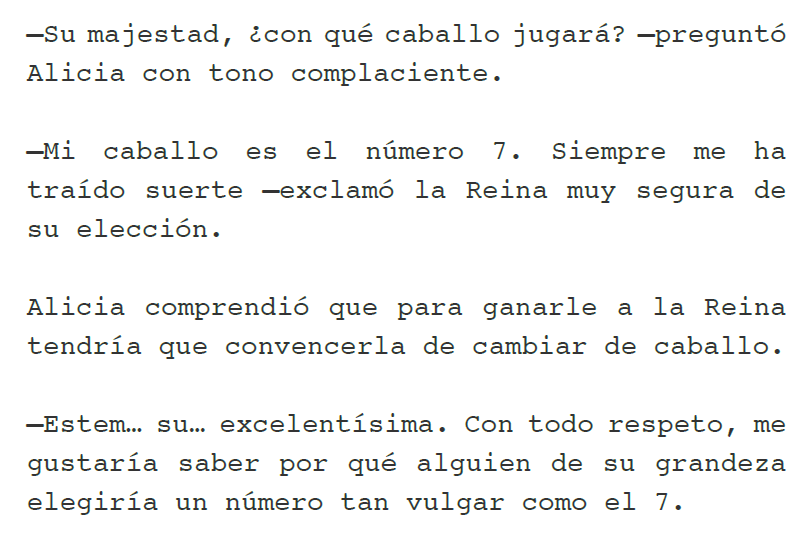 —Su majestad, ¿con qué caballo jugará? —preguntó
Alicia con tono complaciente.
—Mi caballo es el número 7. Siempre me ha
traído suerte —exclamó la Reina muy segura de
su elección.
Alicia comprendió que para ganarle a la Reina
tendría que convencerla de cambiar de caballo.
—Estem… su… excelentísima. Con todo respeto, me
gustaría saber por qué alguien de su grandeza
elegiría un número tan vulgar como el 7.